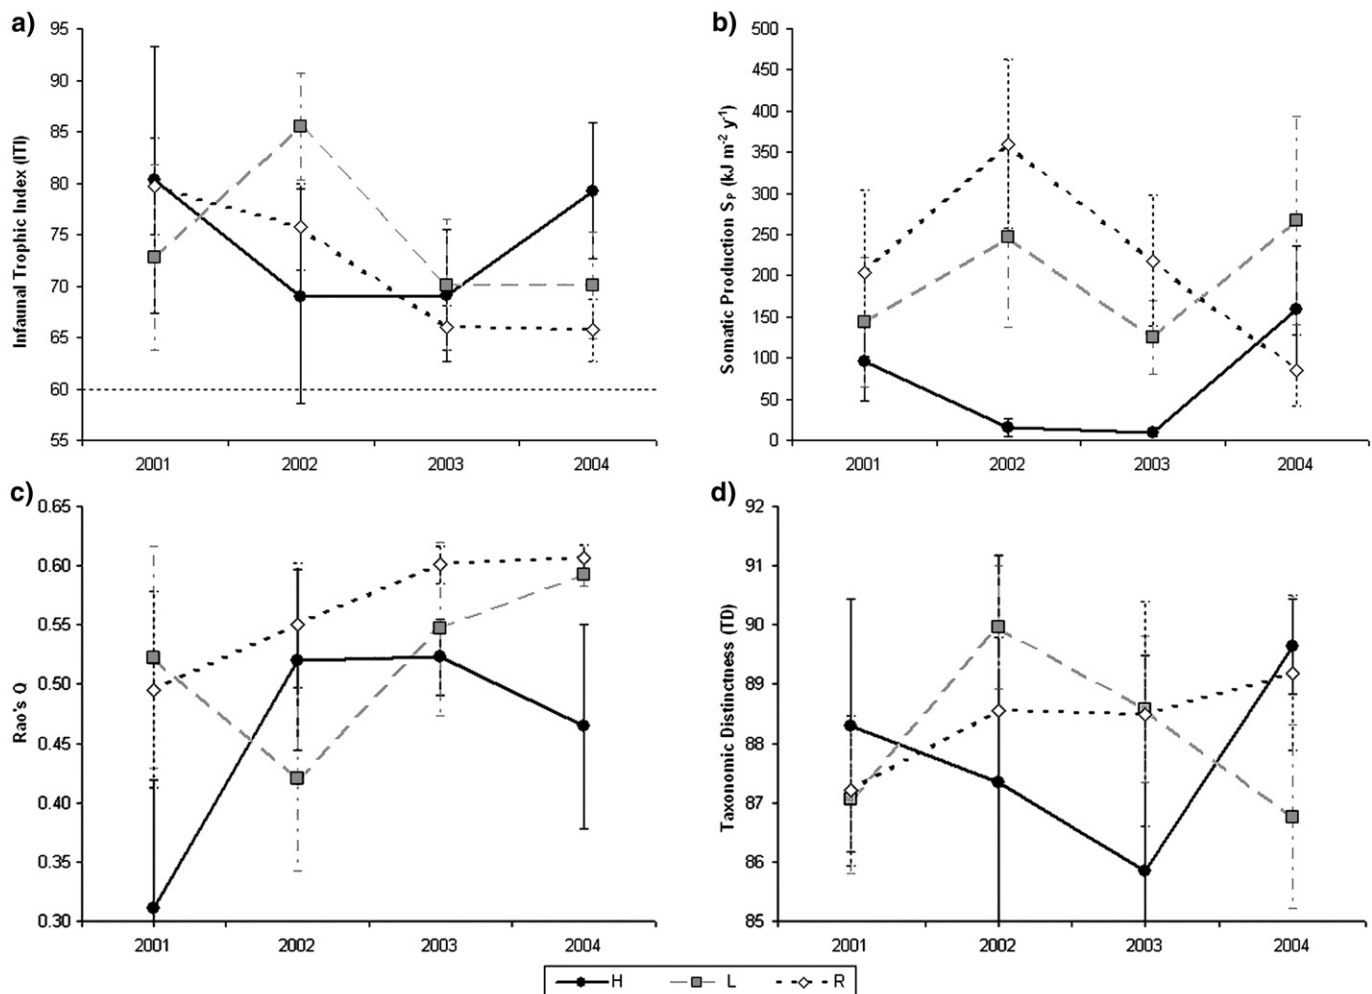 a)
Infaunal Trophic Index (ITI)
95
90
85
80
75
70
65
60
55
2001 2002 2003 2004
b)
Somatic Production S_P (kJ m⁻² y⁻¹)
500
450
400
350
300
250
200
150
100
50
0
2001 2002 2003 2004
c)
Rao's Q
0.65
0.60
0.55
0.50
0.45
0.40
0.35
0.30
2001 2002 2003 2004
d)
Taxonomic Distinctness (TD)
92
91
90
89
88
87
86
85
2001 2002 2003 2004
H L R